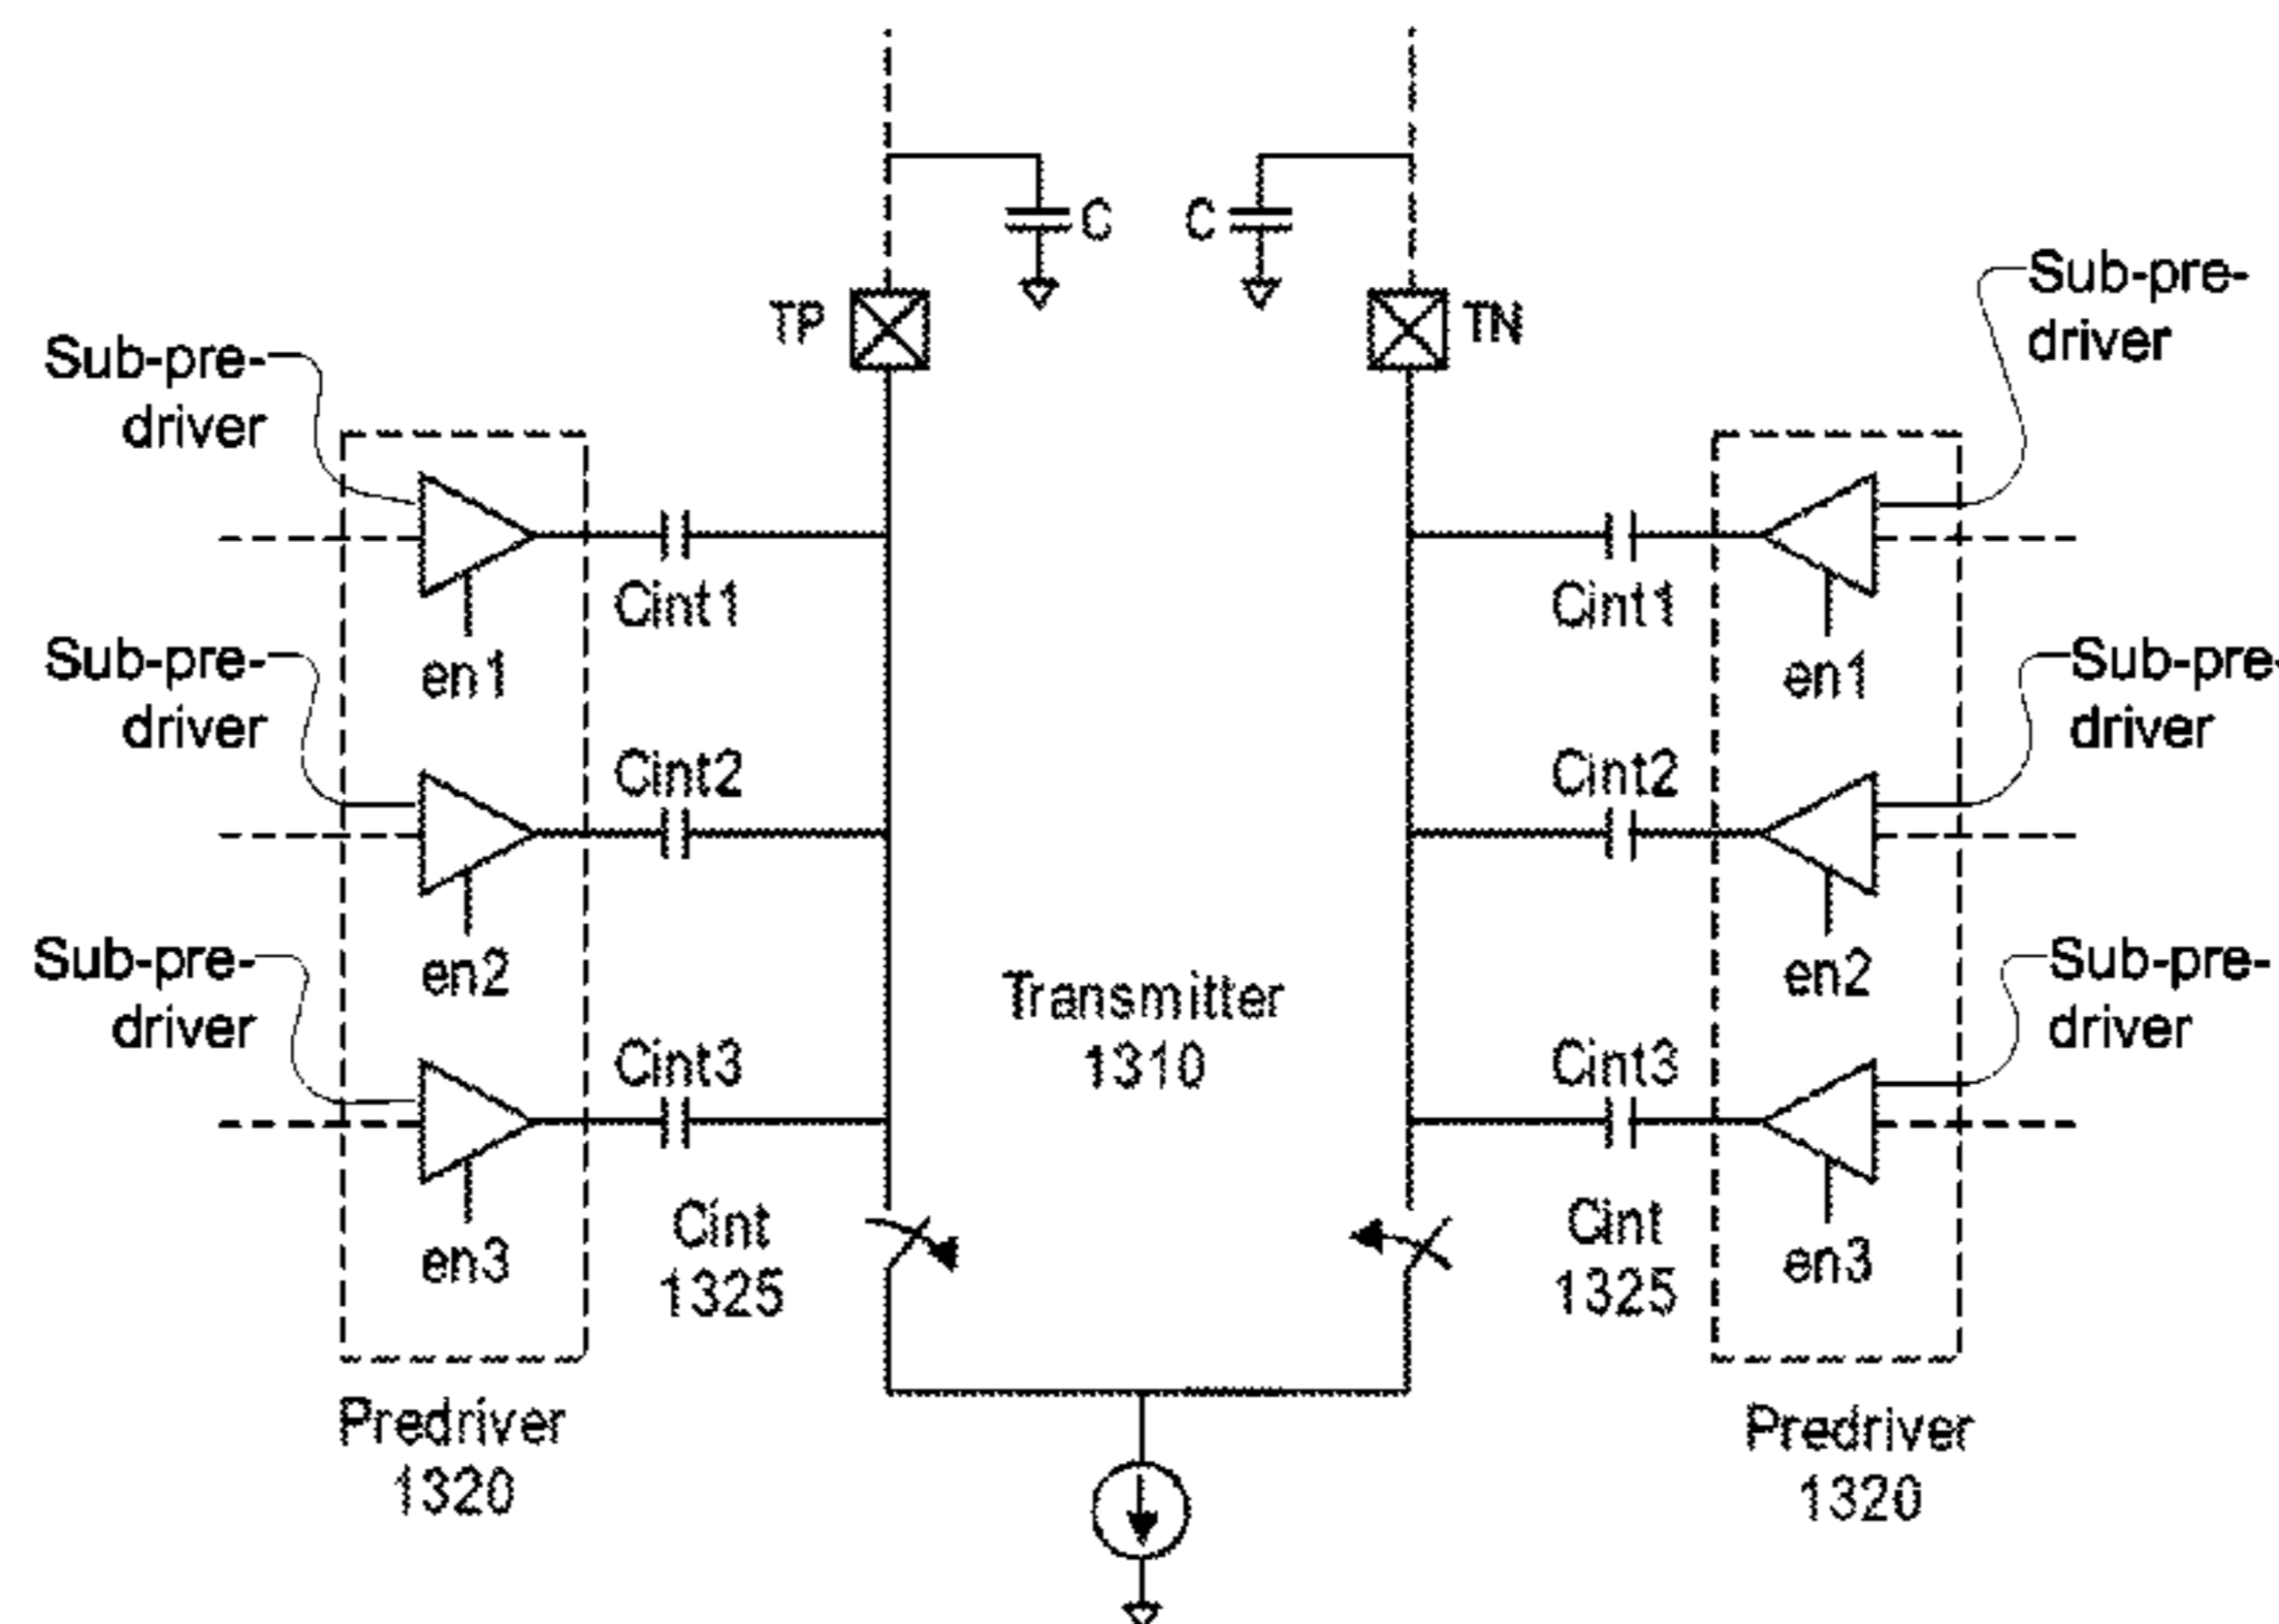 C
C
TP
TN
Sub-pre-
driver
Sub-pre-
driver
Cint1
Cint1
en1
en1
Sub-pre-
driver
Sub-pre-
driver
Cint2
Cint2
en2
en2
Sub-pre-
driver
Sub-pre-
driver
Transmitter
1310
Cint3
Cint3
en3
en3
Cint
1325
Cint
1325
Predriver
1320
Predriver
1320